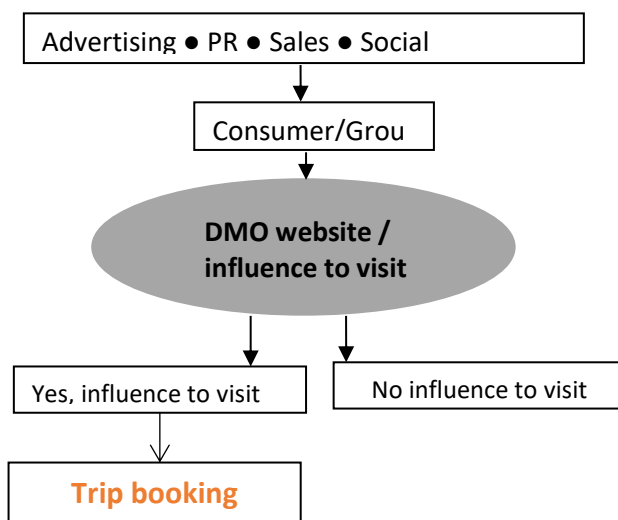 Advertising ● PR ● Sales ● Social
Consumer/Grou
DMO website /
influence to visit
Yes, influence to visit
No influence to visit
Trip booking